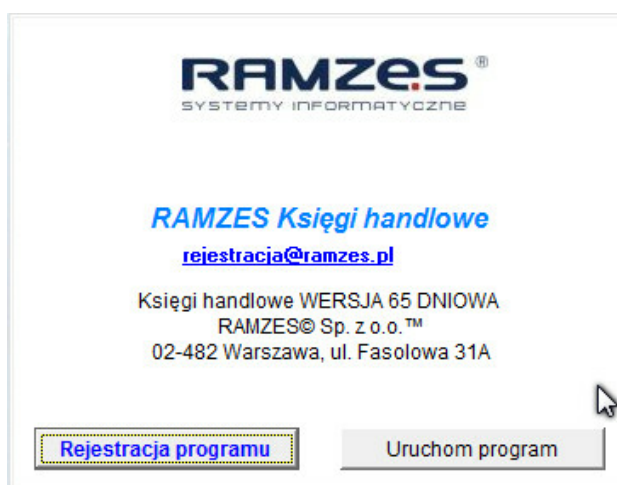 RAMZES®
SYSTEMY INFORMATYCZNE
RAMZES Księgi handlowe
rejestracja@ramzes.pl
Księgi handlowe WERSJA 65 DNIOWA
RAMZES© Sp. z o.o.™
02-482 Warszawa, ul. Fasolowa 31A
Rejestracja programu
Uruchom program